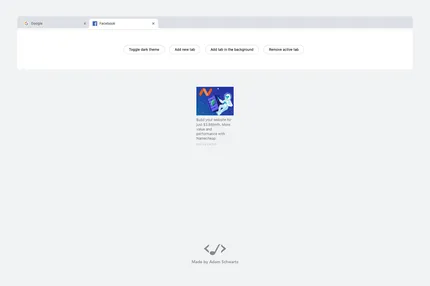 Google
Facebook
Toggle dark theme
Add new tab
Add tab in the background
Remove active tab
Build your website for
just $3.88/mth. More
value and
performance with
Namecheap.
Made by Adam Schwartz